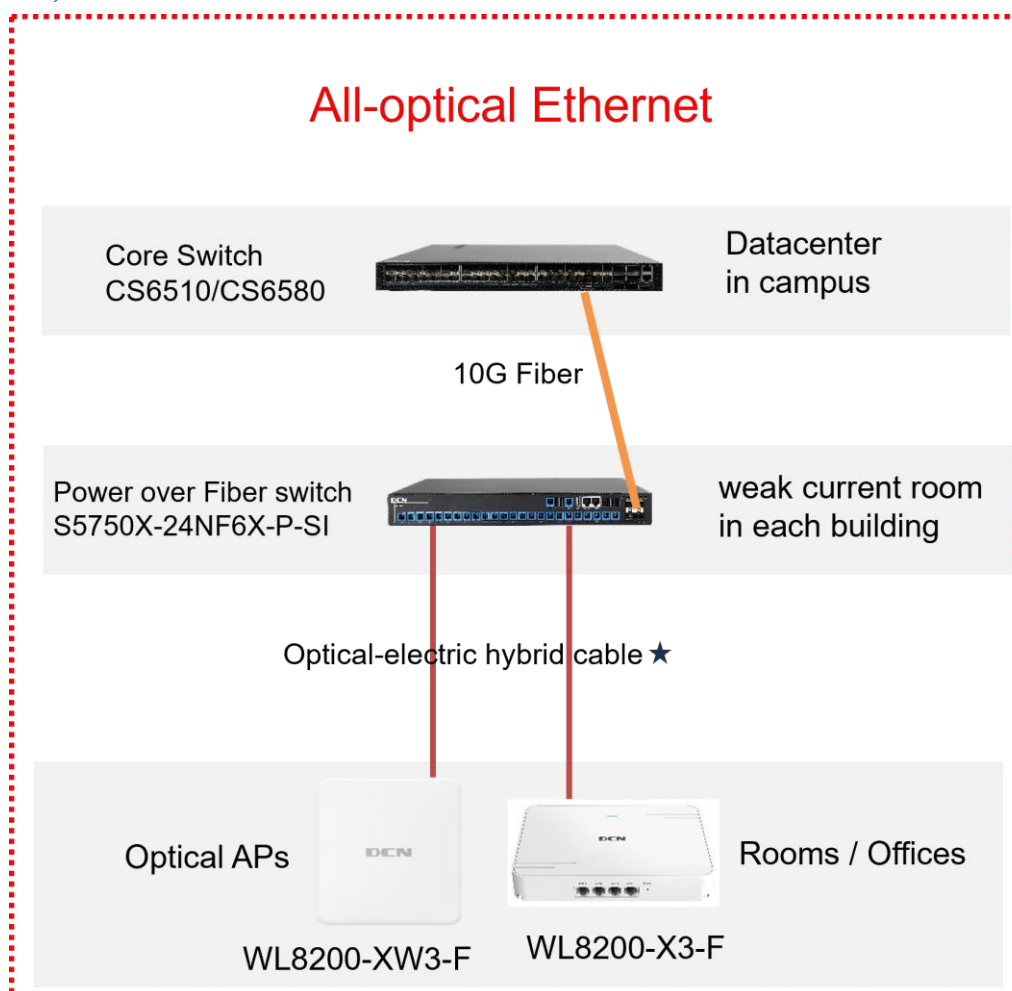 All-optical Ethernet
Core Switch
CS6510/CS6580
Datacenter
in campus
10G Fiber
Power over Fiber switch
S5750X-24NF6X-P-SI
DCN
weak current room
in each building
Optical-electric hybrid cable ★
Optical APs
DCN
DCN
Rooms / Offices
WL8200-XW3-F
WL8200-X3-F